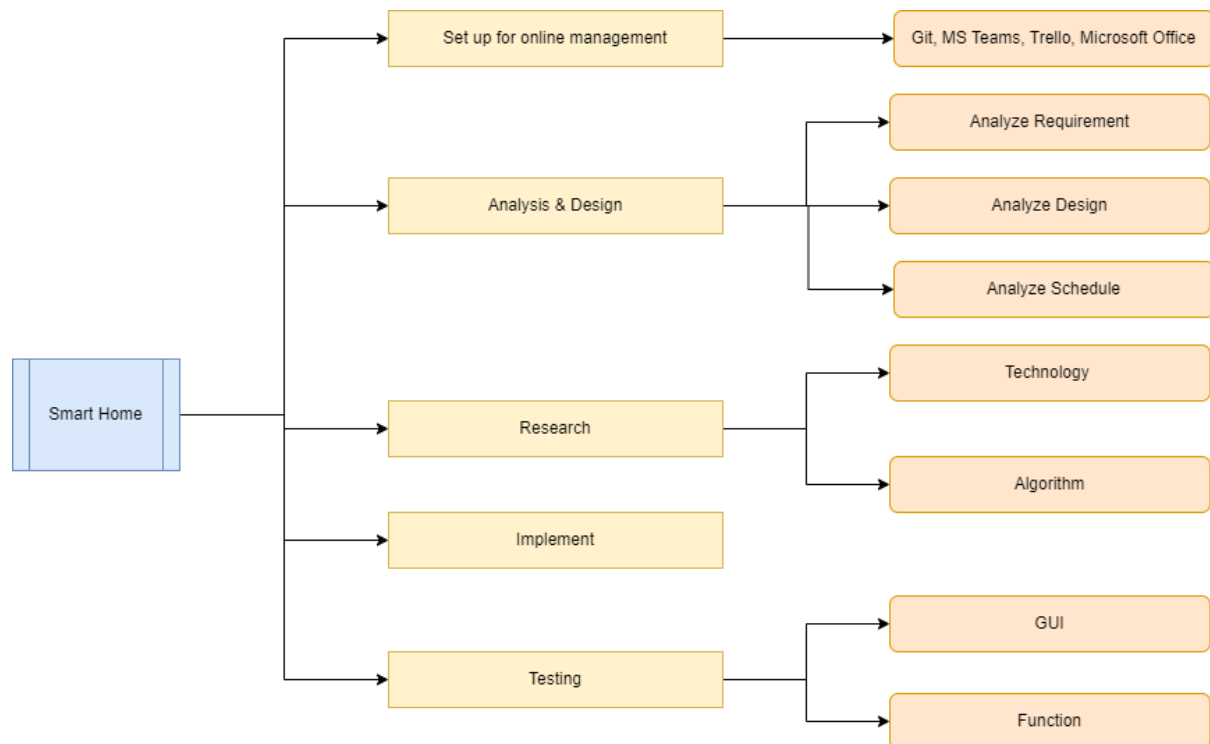 Set up for online management
Git, MS Teams, Trello, Microsoft Office
Analyze Requirement
Analysis & Design
Analyze Design
Analyze Schedule
Smart Home
Technology
Research
Algorithm
Implement
GUI
Testing
Function